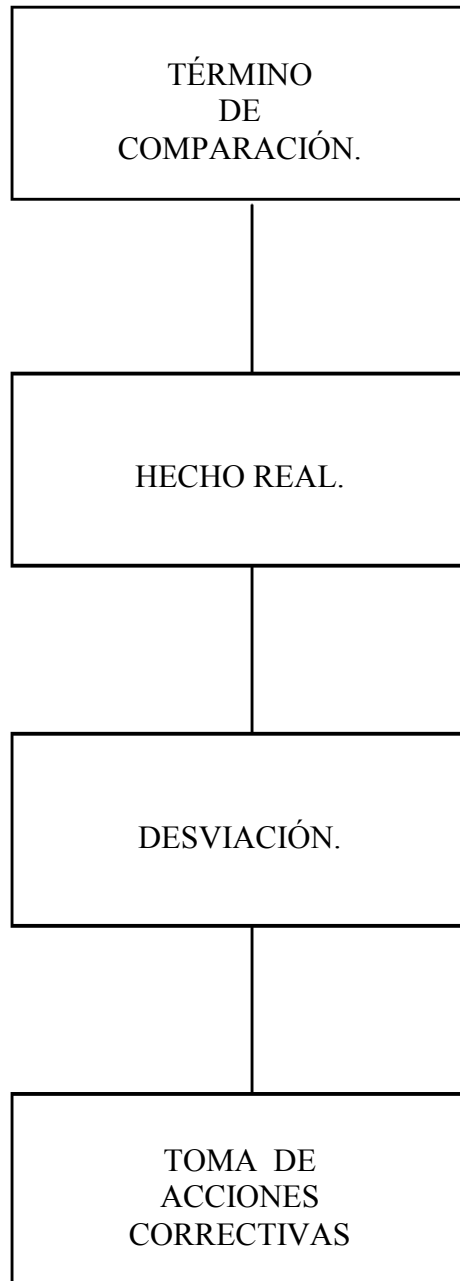 TÉRMINO
DE
COMPARACIÓN.
HECHO REAL.
DESVIACIÓN.
TOMA DE
ACCIONES
CORRECTIVAS